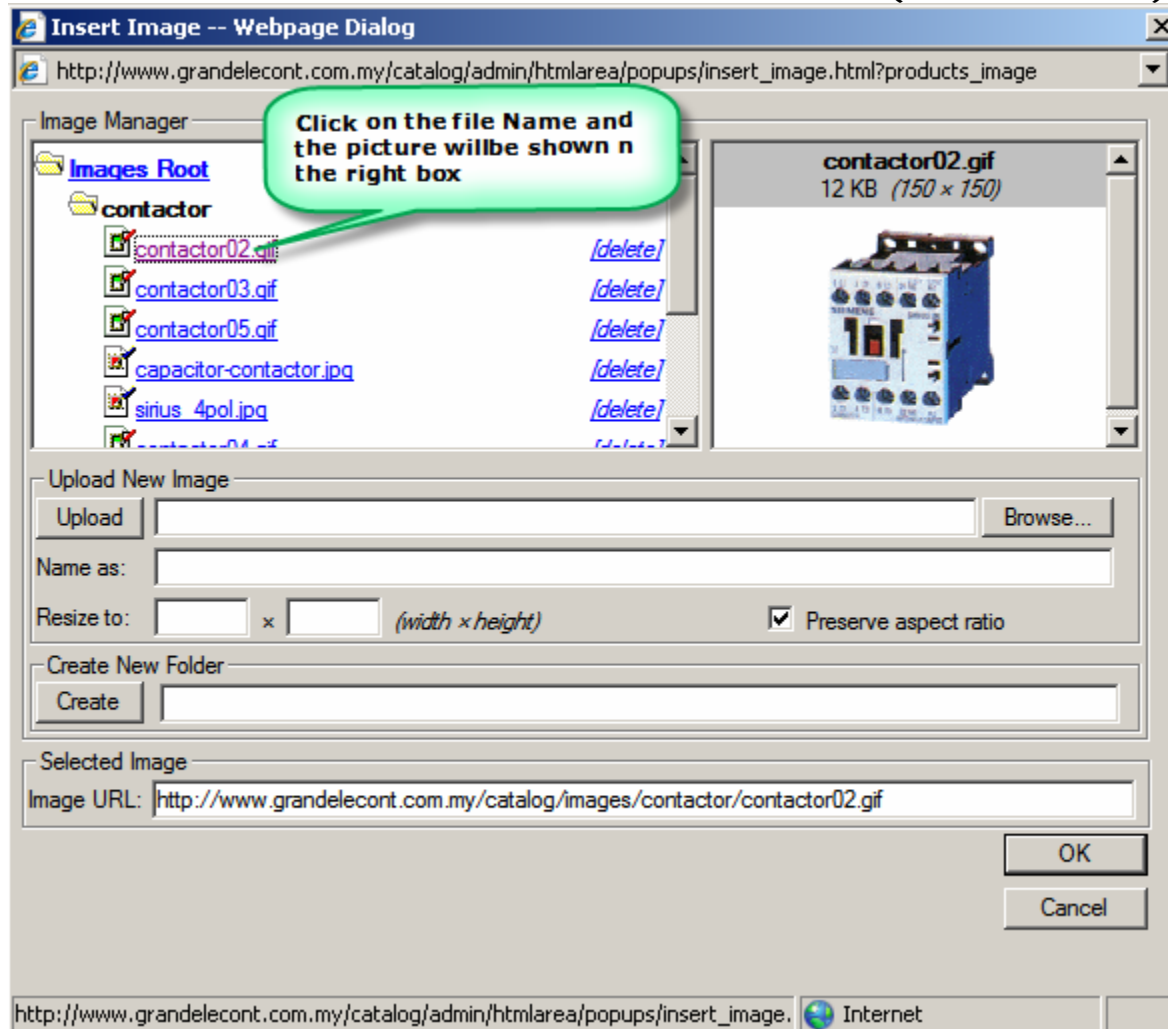 Insert Image -- Webpage Dialog
http://www.grandelecont.com.my/catalog/admin/htmlarea/popups/insert_image.html?products_image
Image Manager
Click on the file Name and
the picture willbe shown n
the right box
Images Root
contactor
contactor02.gif [delete]
contactor03.gif [delete]
contactor05.gif [delete]
capacitor-contactor.jpg [delete]
sirius_4pol.jpg [delete]
contactor04.gif [delete]
contactor02.gif
12 KB (150 × 150)
SIEMENS
Upload New Image
Upload Browse...
Name as:
Resize to: × (width × height) Preserve aspect ratio
Create New Folder
Create
Selected Image
Image URL: http://www.grandelecont.com.my/catalog/images/contactor/contactor02.gif
OK
Cancel
http://www.grandelecont.com.my/catalog/admin/htmlarea/popups/insert_image. Internet